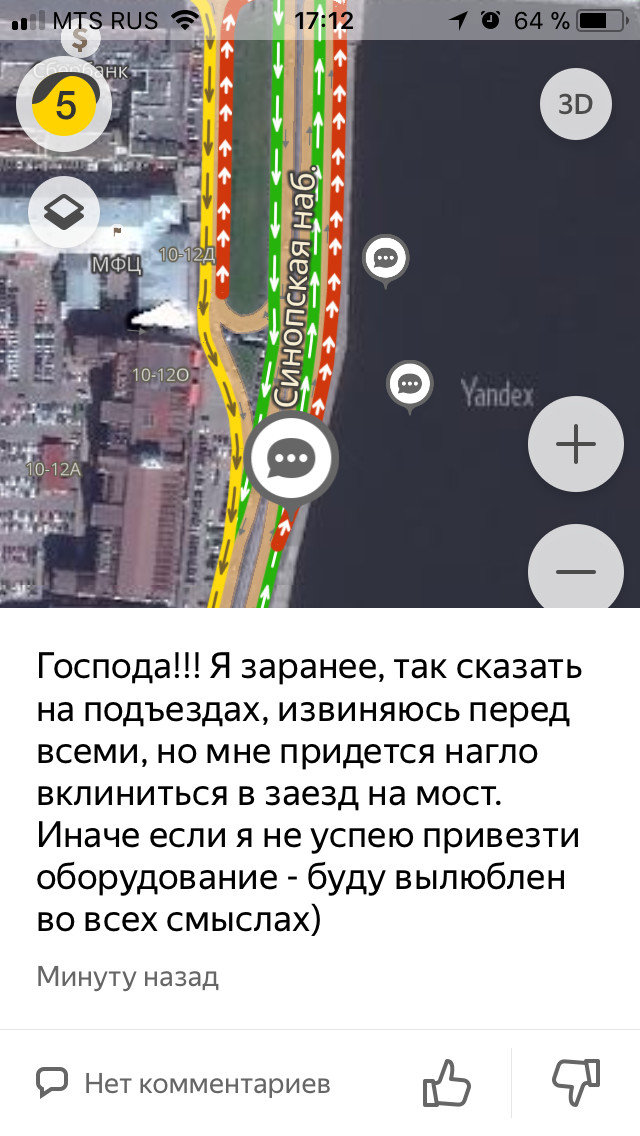 MTS RUS 17:12 64 %
$
Сбербанк
5
3D
МФЦ
10-12Д
Синопская наб.
10-12О
Yandex
10-12А
Господа!!! Я заранее, так сказать
на подъездах, извиняюсь перед
всеми, но мне придется нагло
вклиниться в заезд на мост.
Иначе если я не успею привезти
оборудование - буду вылюблен
во всех смыслах)
Минуту назад
Нет комментариев